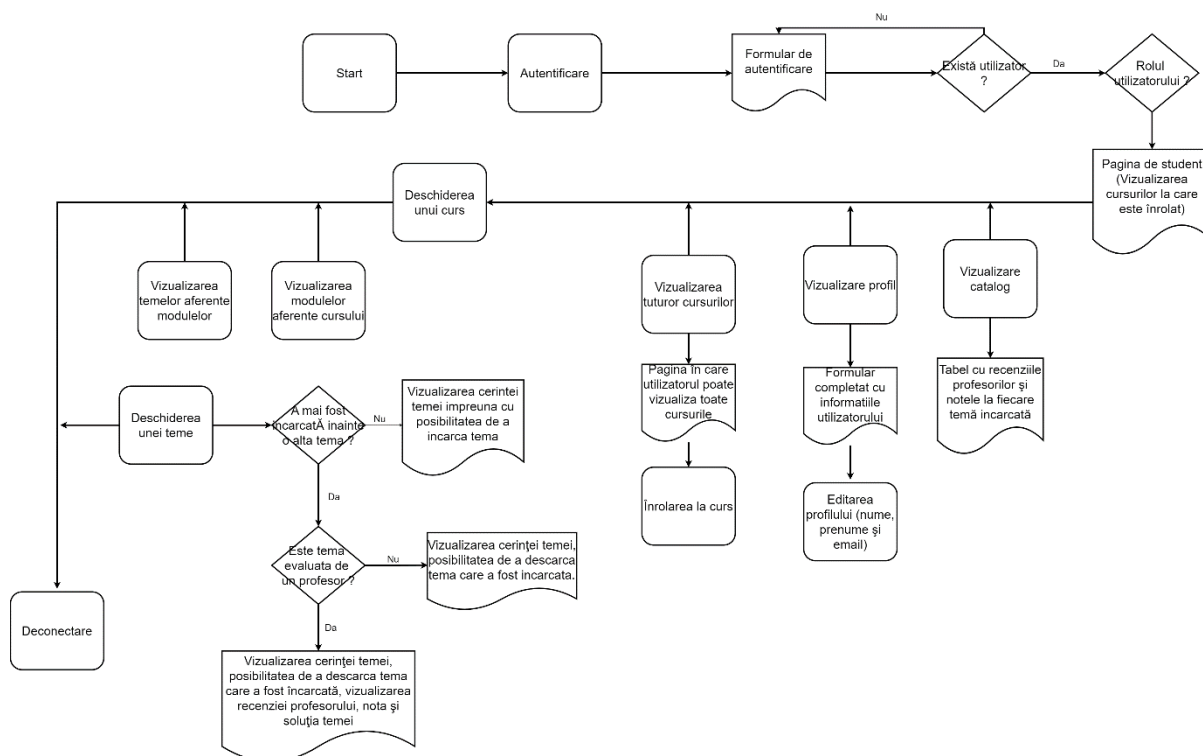 Nu
Start
Autentificare
Formular de
autentificare
Există utilizator
?
Da
Rolul
utilizatorului ?
Pagina de student
(Vizualizarea
cursurilor la care
este înrolat)
Deschiderea
unui curs
Vizualizarea
temelor aferente
modulelor
Vizualizarea
modulelor
aferente cursului
Vizualizarea
tuturor cursurilor
Vizualizare profil
Vizualizare
catalog
Pagina în care
utilizatorul poate
vizualiza toate
cursurile
Formular
completat cu
informatiile
utilizatorului
Tabel cu recenziile
profesorilor şi
notele la fiecare
temă incarcată
Deschiderea
unei teme
A mai fost
încarcatĂ inainte
o alta tema ?
Nu
Vizualizarea cerintei
temei impreuna cu
posibilitatea de a
incarca tema
Înrolarea la curs
Editarea
profilului (nume,
prenume şi
email)
Da
Este tema
evaluata de
un profesor ?
Nu
Vizualizarea cerinţei temei,
posibilitatea de a descarca
tema care a fost incarcata.
Deconectare
Da
Vizualizarea cerinţei temei,
posibilitatea de a descarca tema
care a fost încarcată, vizualizarea
recenziei profesorului, nota şi
soluţia temei